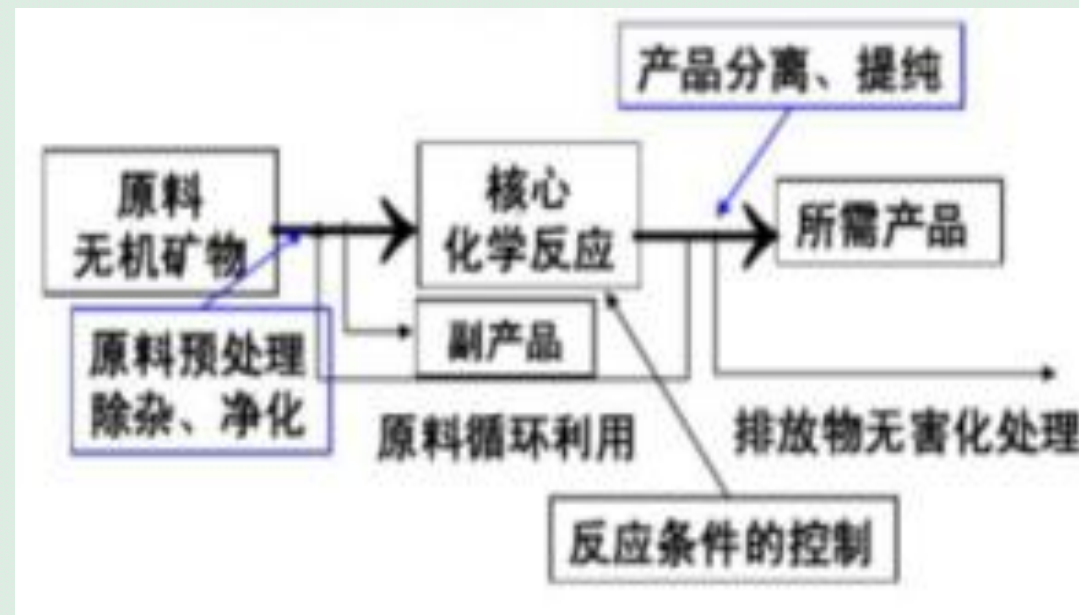 产品分离、提纯
原料
无机矿物
核心
化学反应
所需产品
原料预处理
除杂、净化
副产品
原料循环利用
排放物无害化处理
反应条件的控制